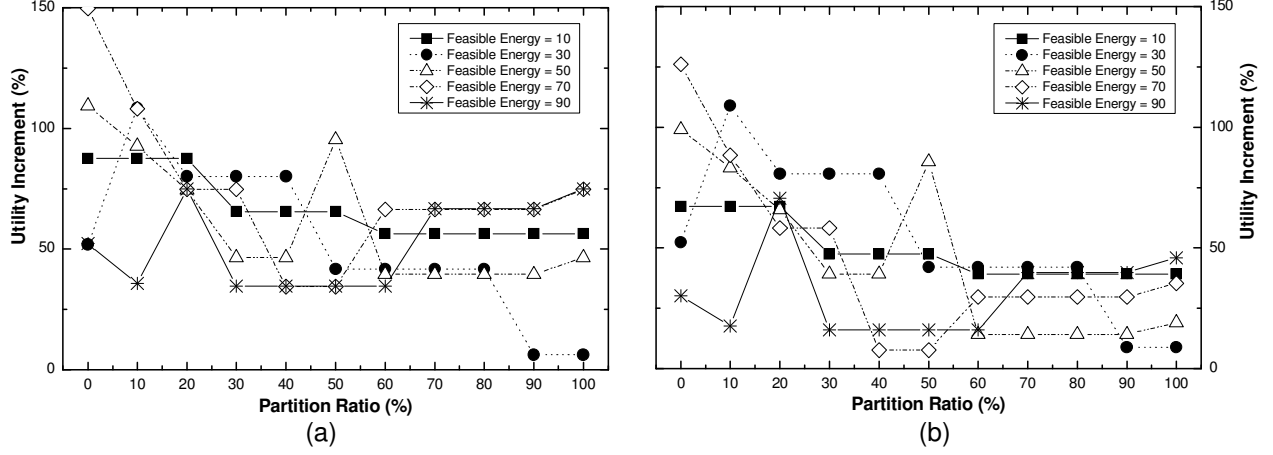 150
100
50
0
Utility Increment (%)
0 10 20 30 40 50 60 70 80 90 100
Partition Ratio (%)
Feasible Energy = 10
Feasible Energy = 30
Feasible Energy = 50
Feasible Energy = 70
Feasible Energy = 90
(a)
Feasible Energy = 10
Feasible Energy = 30
Feasible Energy = 50
Feasible Energy = 70
Feasible Energy = 90
0 10 20 30 40 50 60 70 80 90 100
Partition Ratio (%)
150
100
50
0
Utility Increment (%)
(b)